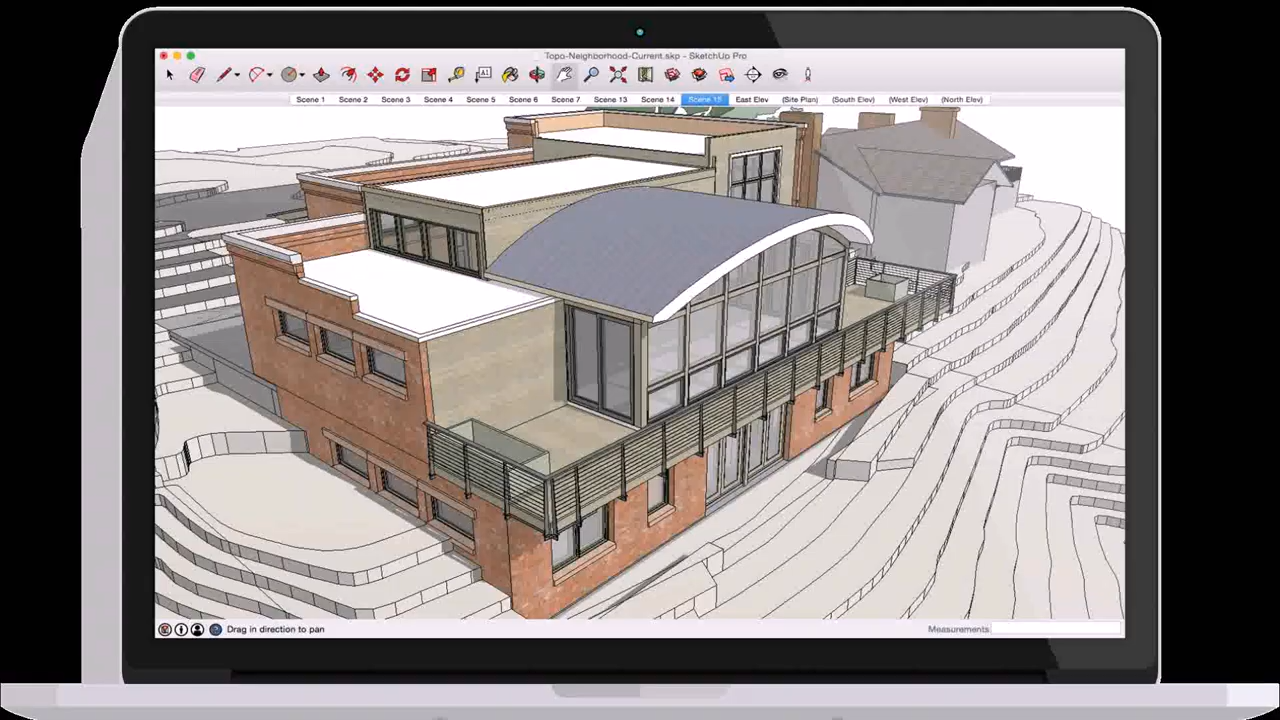 Topo-Neighborhood-Current.skp - SketchUp Pro
A1
Scene 1 Scene 2 Scene 3 Scene 4 Scene 5 Scene 6 Scene 7 Scene 13 Scene 14 Scene 15 East Elev (Site Plan) (South Elev) (West Elev) (North Elev)
Drag in direction to pan Measurements